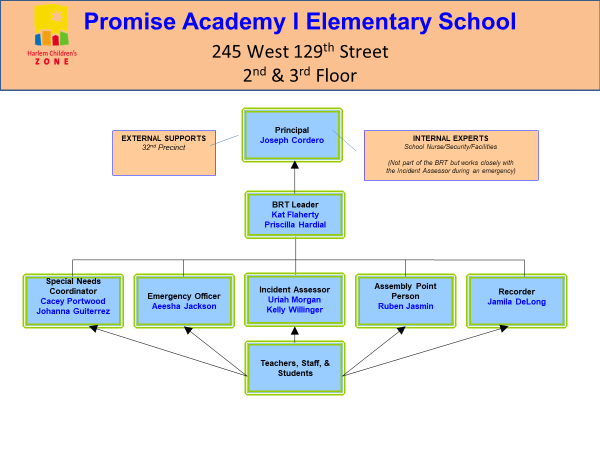 Promise Academy I Elementary School
245 West 129th Street
2nd & 3rd Floor
Harlem Children's
ZONE
EXTERNAL SUPPORTS
32nd Precinct
Principal
Joseph Cordero
INTERNAL EXPERTS
School Nurse/Security/Facilities
(Not part of the BRT but works closely with
the Incident Assessor during an emergency)
BRT Leader
Kat Flaherty
Priscilla Hardial
Special Needs
Coordinator
Cacey Portwood
Johanna Guiterrez
Emergency Officer
Aeesha Jackson
Incident Assessor
Uriah Morgan
Kelly Willinger
Assembly Point
Person
Ruben Jasmin
Recorder
Jamila DeLong
Teachers, Staff, &
Students